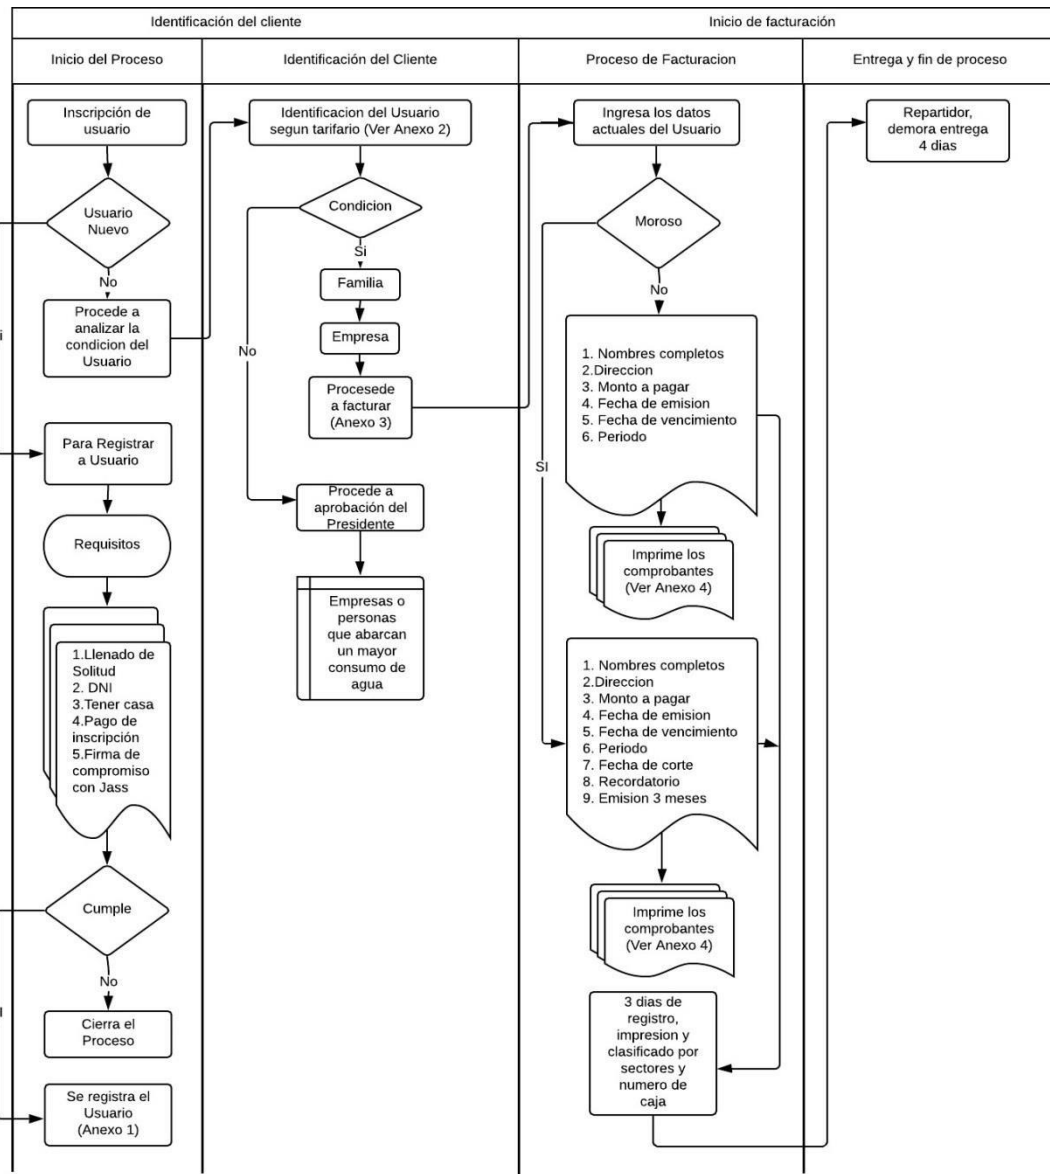 Identificación del cliente
Inicio de facturación
Inicio del Proceso
Identificación del Cliente
Proceso de Facturacion
Entrega y fin de proceso
Inscripción de
usuario
Usuario
Nuevo
No
Procede a
analizar la
condicion del
Usuario
i
Para Registrar
a Usuario
Requisitos
1.Llenado de
Solitud
2. DNI
3.Tener casa
4.Pago de
inscripción
5.Firma de
compromiso
con Jass
Cumple
No
Cierra el
Proceso
Se registra el
Usuario
(Anexo 1)
Identificacion del Usuario
segun tarifario (Ver Anexo 2)
Condicion
Si
Familia
Empresa
No
Procesede
a facturar
(Anexo 3)
Procede a
aprobación del
Presidente
Empresas o
personas
que abarcan
un mayor
consumo de
agua
Ingresa los datos
actuales del Usuario
Moroso
No
1. Nombres completos
2.Direccion
3. Monto a pagar
4. Fecha de emision
5. Fecha de vencimiento
6. Periodo
SI
Imprime los
comprobantes
(Ver Anexo 4)
1. Nombres completos
2.Direccion
3. Monto a pagar
4. Fecha de emision
5. Fecha de vencimiento
6. Periodo
7. Fecha de corte
8. Recordatorio
9. Emision 3 meses
Imprime los
comprobantes
(Ver Anexo 4)
3 dias de
registro,
impresion y
clasificado por
sectores y
numero de
caja
Repartidor,
demora entrega
4 dias